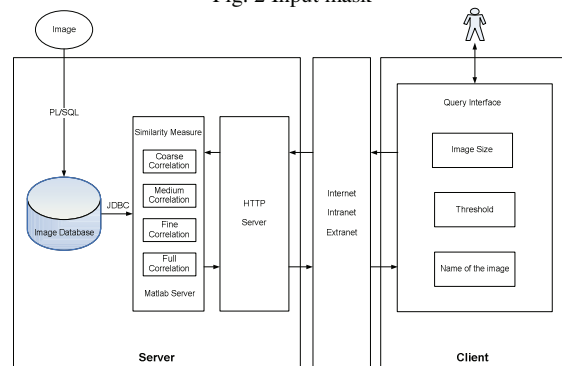 Fig. 2 Input mask
Image
PL/SQL
Image Database
JDBC
Similarity Measure
Coarse
Correlation
Medium
Correlation
Fine
Correlation
Full
Correlation
Matlab Server
HTTP
Server
Server
Internet
Intranet
Extranet
Query Interface
Image Size
Threshold
Name of the image
Client